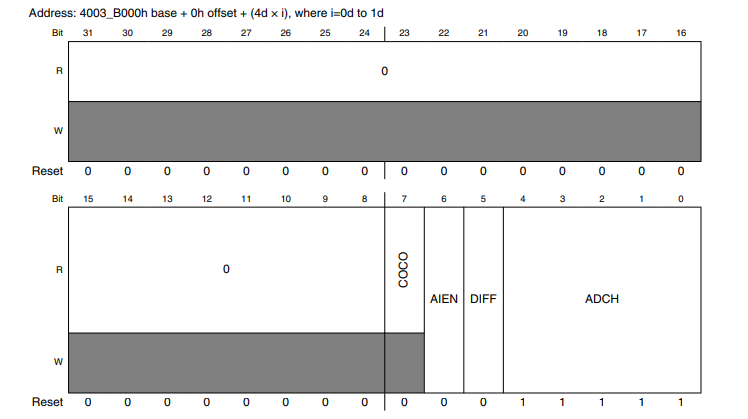 Address: 4003_B000h base + 0h offset + (4d × i), where i=0d to 1d
Bit 31 30 29 28 27 26 25 24 23 22 21 20 19 18 17 16
R 0
W
Reset 0 0 0 0 0 0 0 0 0 0 0 0 0 0 0 0
Bit 15 14 13 12 11 10 9 8 7 6 5 4 3 2 1 0
R 0 COCO AIEN DIFF ADCH
W
Reset 0 0 0 0 0 0 0 0 0 0 0 1 1 1 1 1